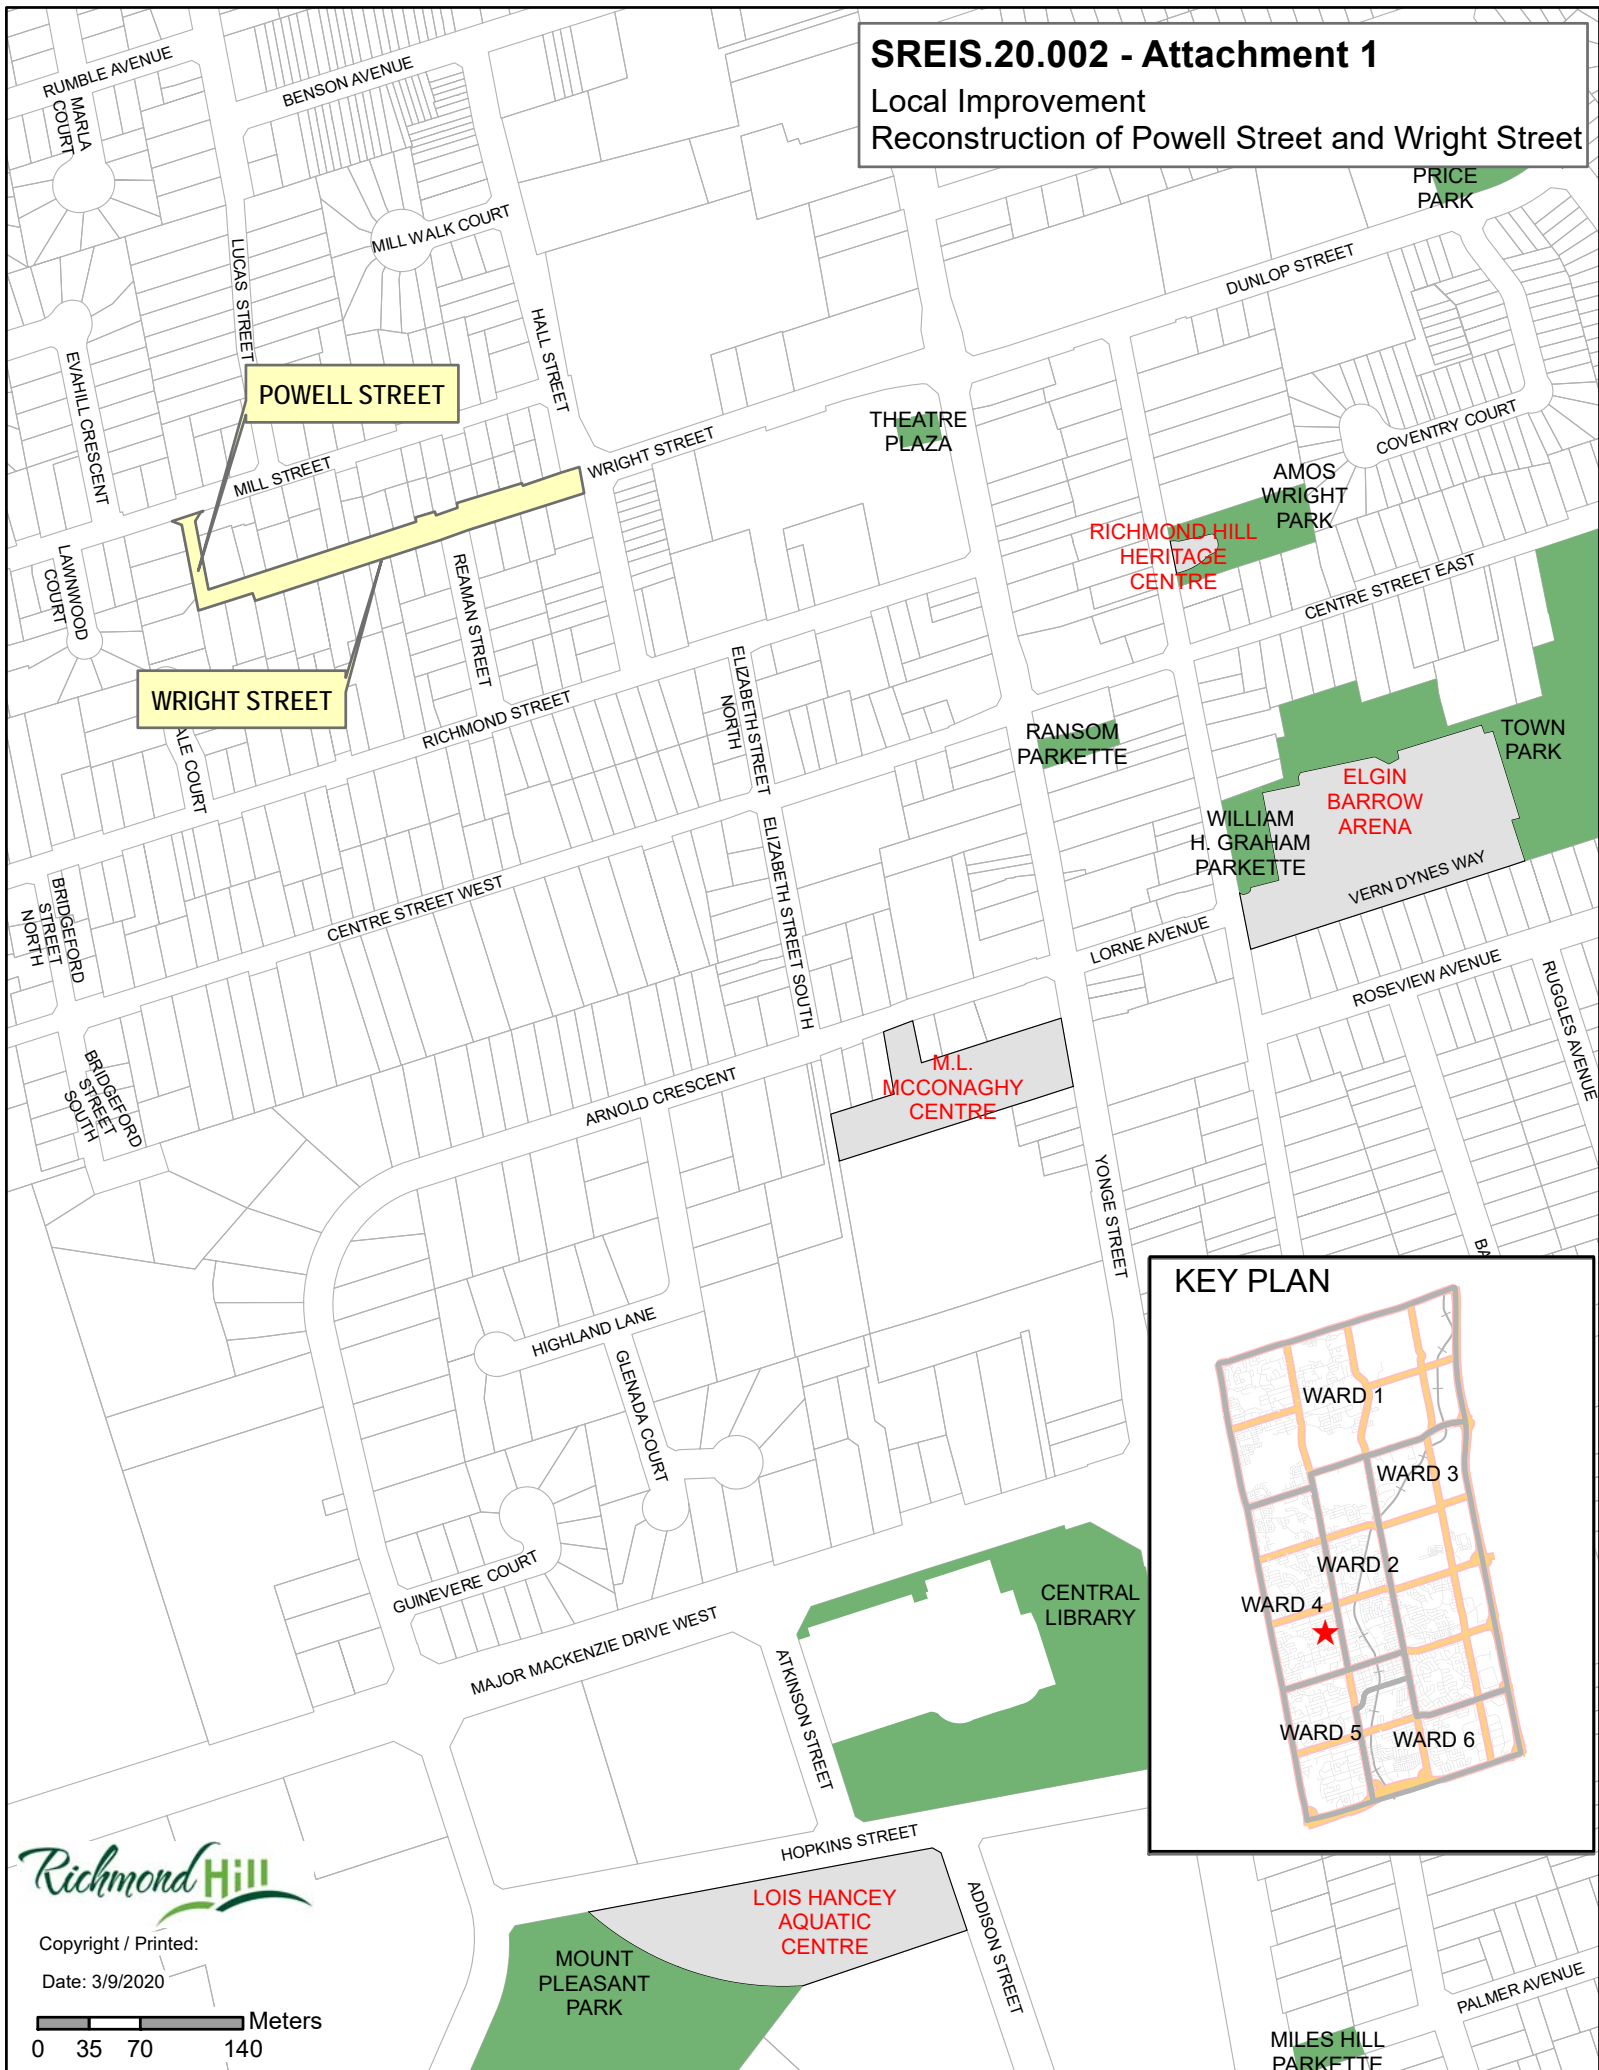 SREIS.20.002 - Attachment 1
Local Improvement
Reconstruction of Powell Street and Wright Street
RUMBLE AVENUE
MARLA
COURT
BENSON AVENUE
PRICE
PARK
MILL WALK COURT
LUCAS STREET
DUNLOP STREET
HALL STREET
EVAHILL CRESCENT
POWELL STREET
THEATRE
PLAZA
COVENTRY COURT
WRIGHT STREET
MILL STREET
AMOS
WRIGHT
PARK
RICHMOND HILL
HERITAGE
CENTRE
LAWNWOOD
COURT
REAMAN STREET
CENTRE STREET EAST
WRIGHT STREET
ELIZABETH STREET
NORTH
RICHMOND STREET
ALE COURT
RANSOM
PARKETTE
TOWN
PARK
ELGIN
BARROW
ARENA
WILLIAM
H. GRAHAM
PARKETTE
VERN DYNES WAY
ELIZABETH STREET SOUTH
CENTRE STREET WEST
BRIDGEFORD
STREET
NORTH
LORNE AVENUE
ROSEVIEW AVENUE
RUGGLES AVENUE
BRIDGEFORD
STREET
SOUTH
M.L.
MCCONAGHY
CENTRE
ARNOLD CRESCENT
YONGE STREET
BA
KEY PLAN
WARD 1
WARD 3
WARD 2
WARD 4
WARD 5
WARD 6
HIGHLAND LANE
GLENADA COURT
GUINEVERE COURT
CENTRAL
LIBRARY
MAJOR MACKENZIE DRIVE WEST
ATKINSON STREET
HOPKINS STREET
LOIS HANCEY
AQUATIC
CENTRE
ADDISON STREET
MOUNT
PLEASANT
PARK
PALMER AVENUE
MILES HILL
PARKETTE
Richmond Hill
Copyright / Printed:
Date: 3/9/2020
Meters
0 35 70 140